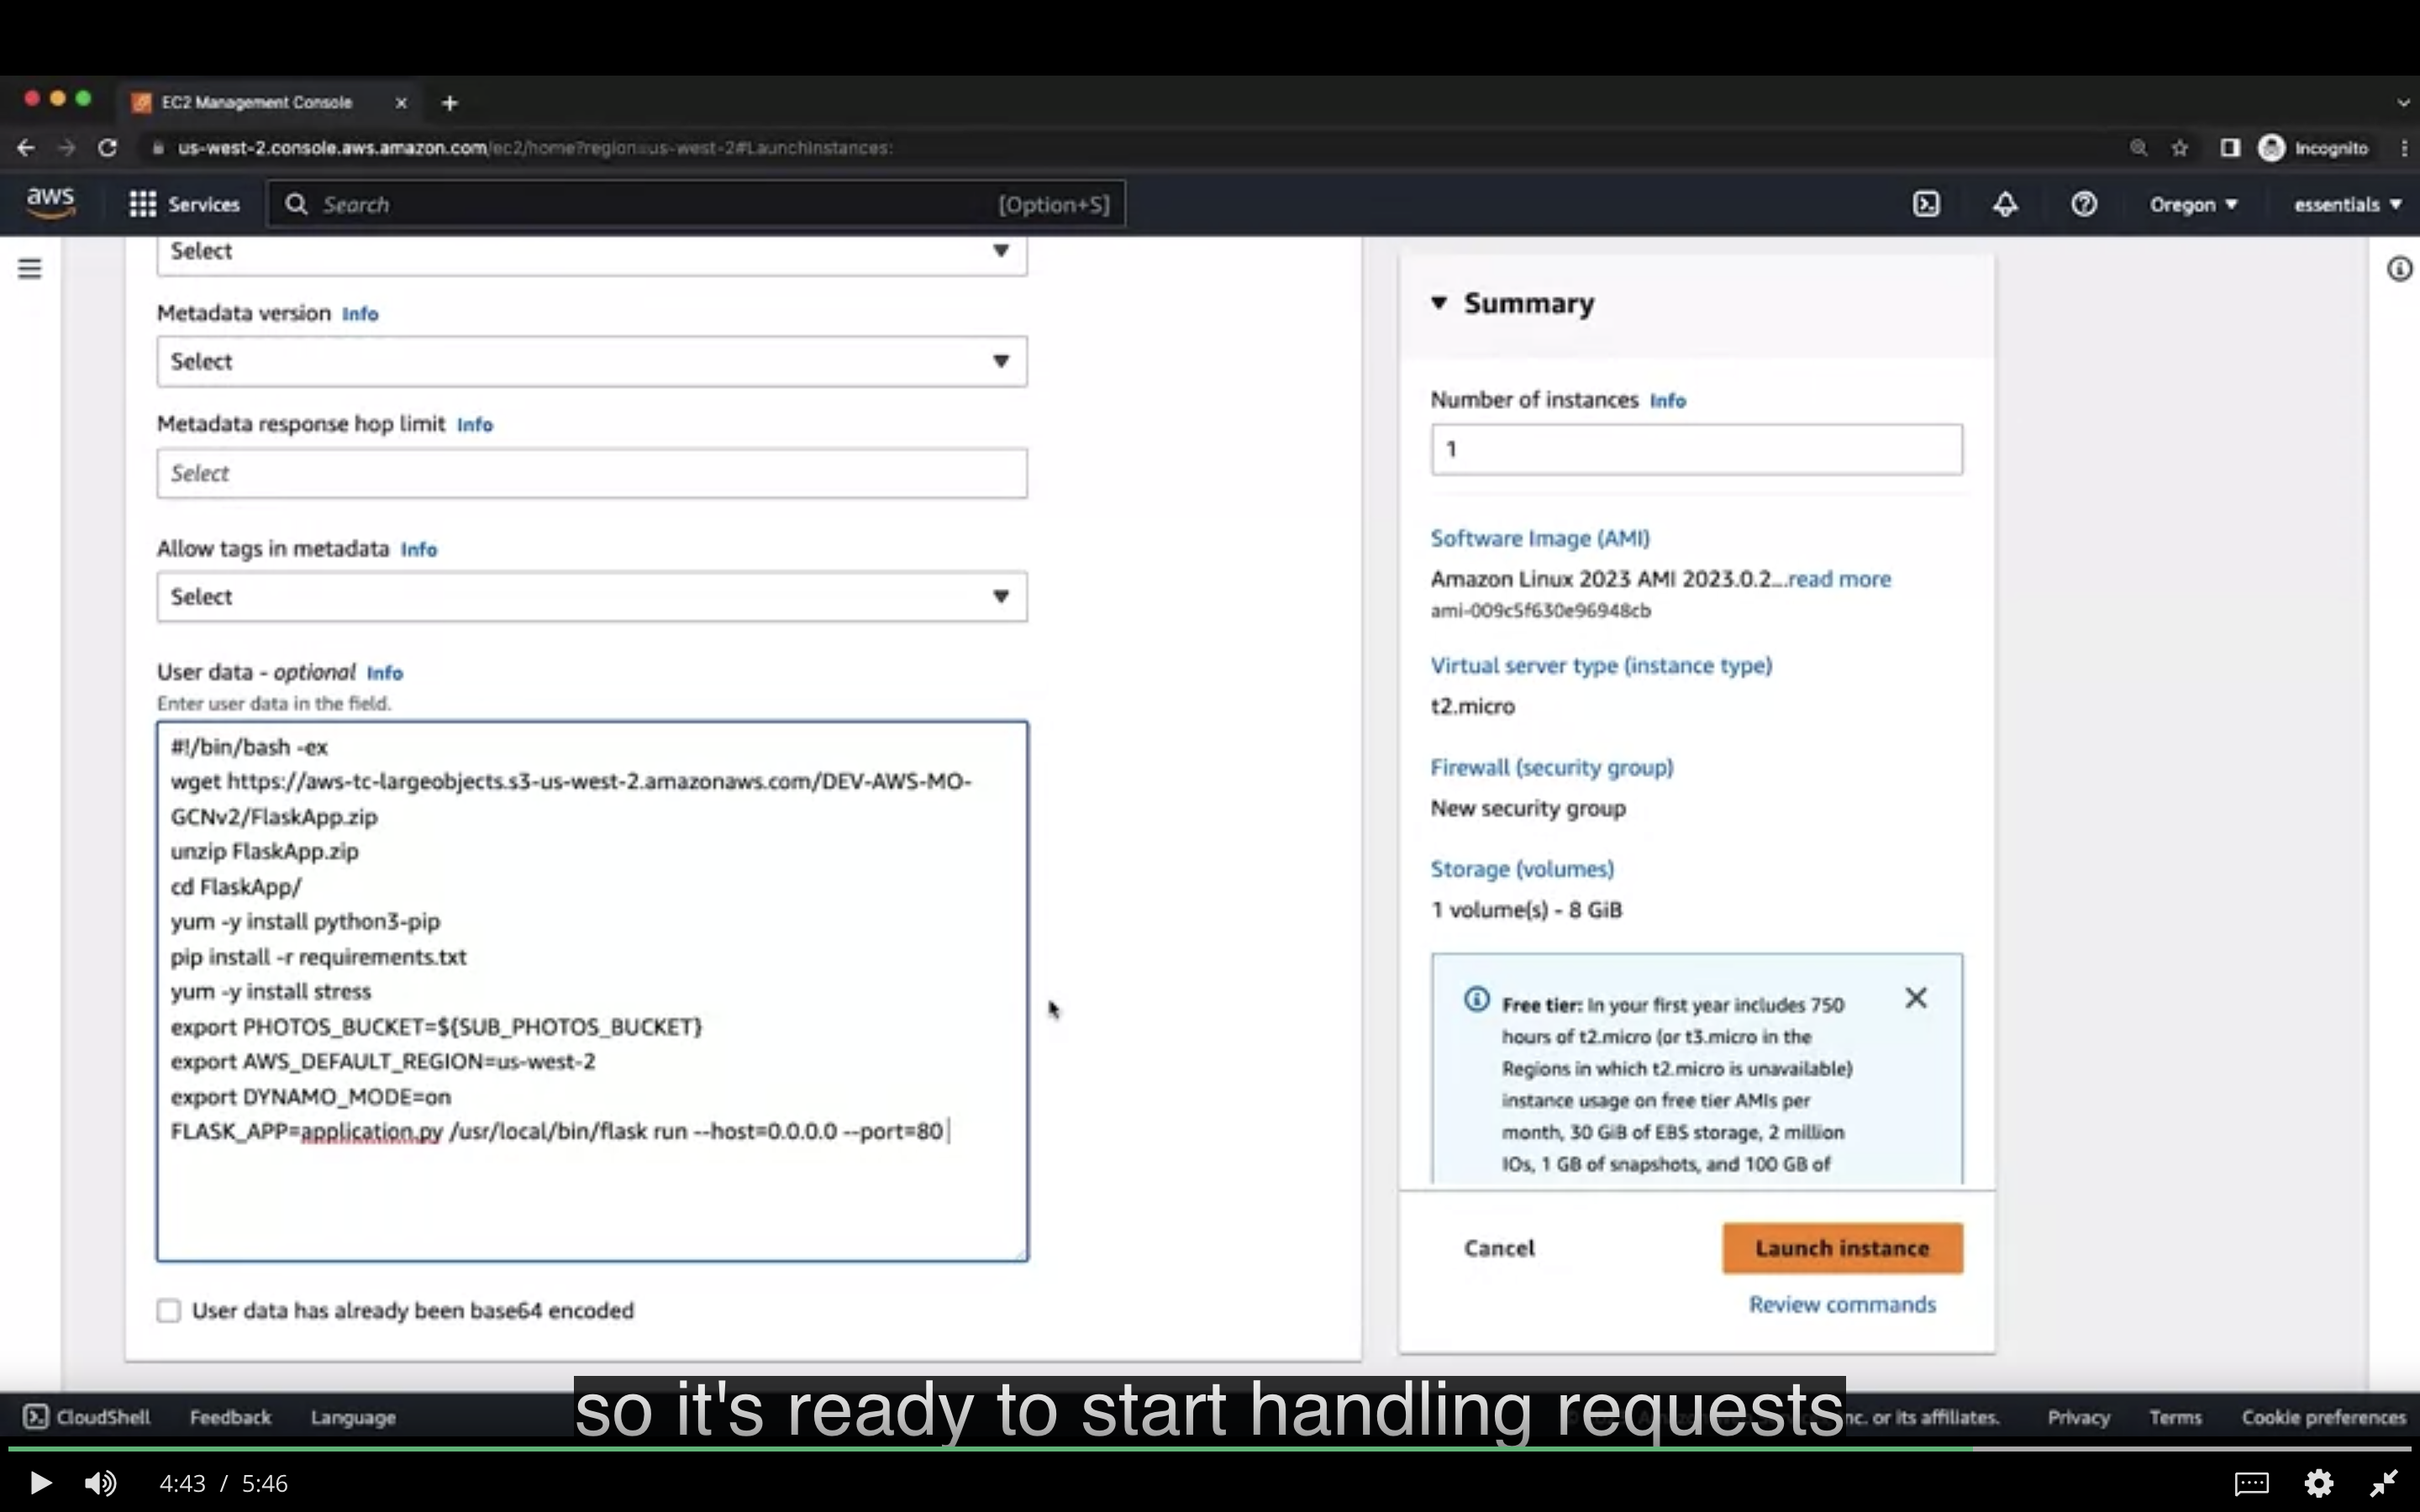 EC2 Management Console
us-west-2.console.aws.amazon.com/ec2/home?region=us-west-2#LaunchInstances:
Incognito
aws
Services
Search
[Option+S]
Oregon
essentials
Select
Metadata version Info
Select
Metadata response hop limit Info
Select
Allow tags in metadata Info
Select
User data - optional Info
Enter user data in the field.
#!/bin/bash -ex
wget https://aws-tc-largeobjects.s3-us-west-2.amazonaws.com/DEV-AWS-MO-
GCNv2/FlaskApp.zip
unzip FlaskApp.zip
cd FlaskApp/
yum -y install python3-pip
pip install -r requirements.txt
yum -y install stress
export PHOTOS_BUCKET=${SUB_PHOTOS_BUCKET}
export AWS_DEFAULT_REGION=us-west-2
export DYNAMO_MODE=on
FLASK_APP=application.py /usr/local/bin/flask run --host=0.0.0.0 --port=80
User data has already been base64 encoded
Summary
Number of instances Info
1
Software Image (AMI)
Amazon Linux 2023 AMI 2023.0.2...read more
ami-009c5f630e96948cb
Virtual server type (instance type)
t2.micro
Firewall (security group)
New security group
Storage (volumes)
1 volume(s) - 8 GiB
Free tier: In your first year includes 750
hours of t2.micro (or t3.micro in the
Regions in which t2.micro is unavailable)
instance usage on free tier AMIs per
month, 30 GiB of EBS storage, 2 million
IOs, 1 GB of snapshots, and 100 GB of
Cancel
Launch instance
Review commands
so it's ready to start handling requests
CloudShell
Feedback
Language
nc. or its affiliates.
Privacy
Terms
Cookie preferences
4:43 / 5:46